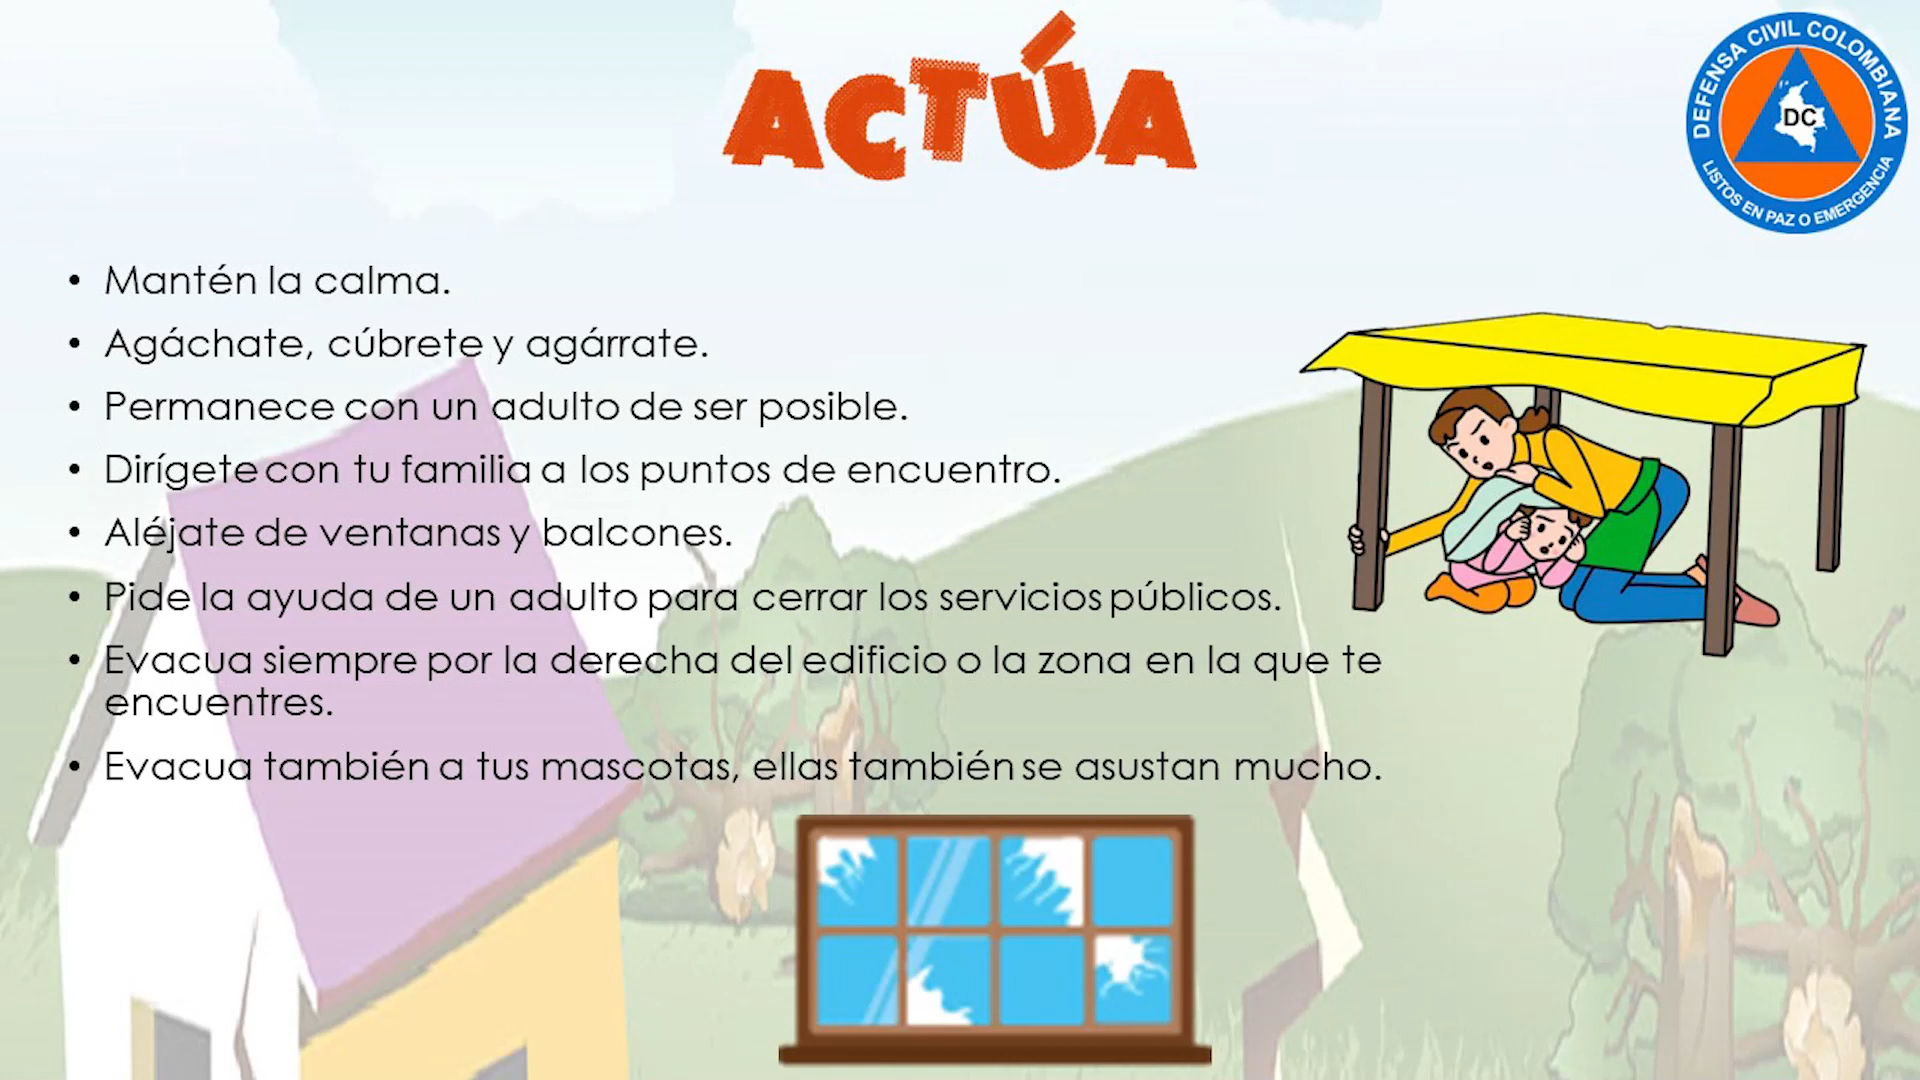 ACTÚA
DEFENSA CIVIL COLOMBIANA
DC
LISTOS EN PAZ O EMERGENCIA
• Mantén la calma.
• Agáchate, cúbrete y agárrate.
• Permanece con un adulto de ser posible.
• Dirígete con tu familia a los puntos de encuentro.
• Aléjate de ventanas y balcones.
• Pide la ayuda de un adulto para cerrar los servicios públicos.
• Evacua siempre por la derecha del edificio o la zona en la que te
encuentres.
• Evacua también a tus mascotas, ellas también se asustan mucho.